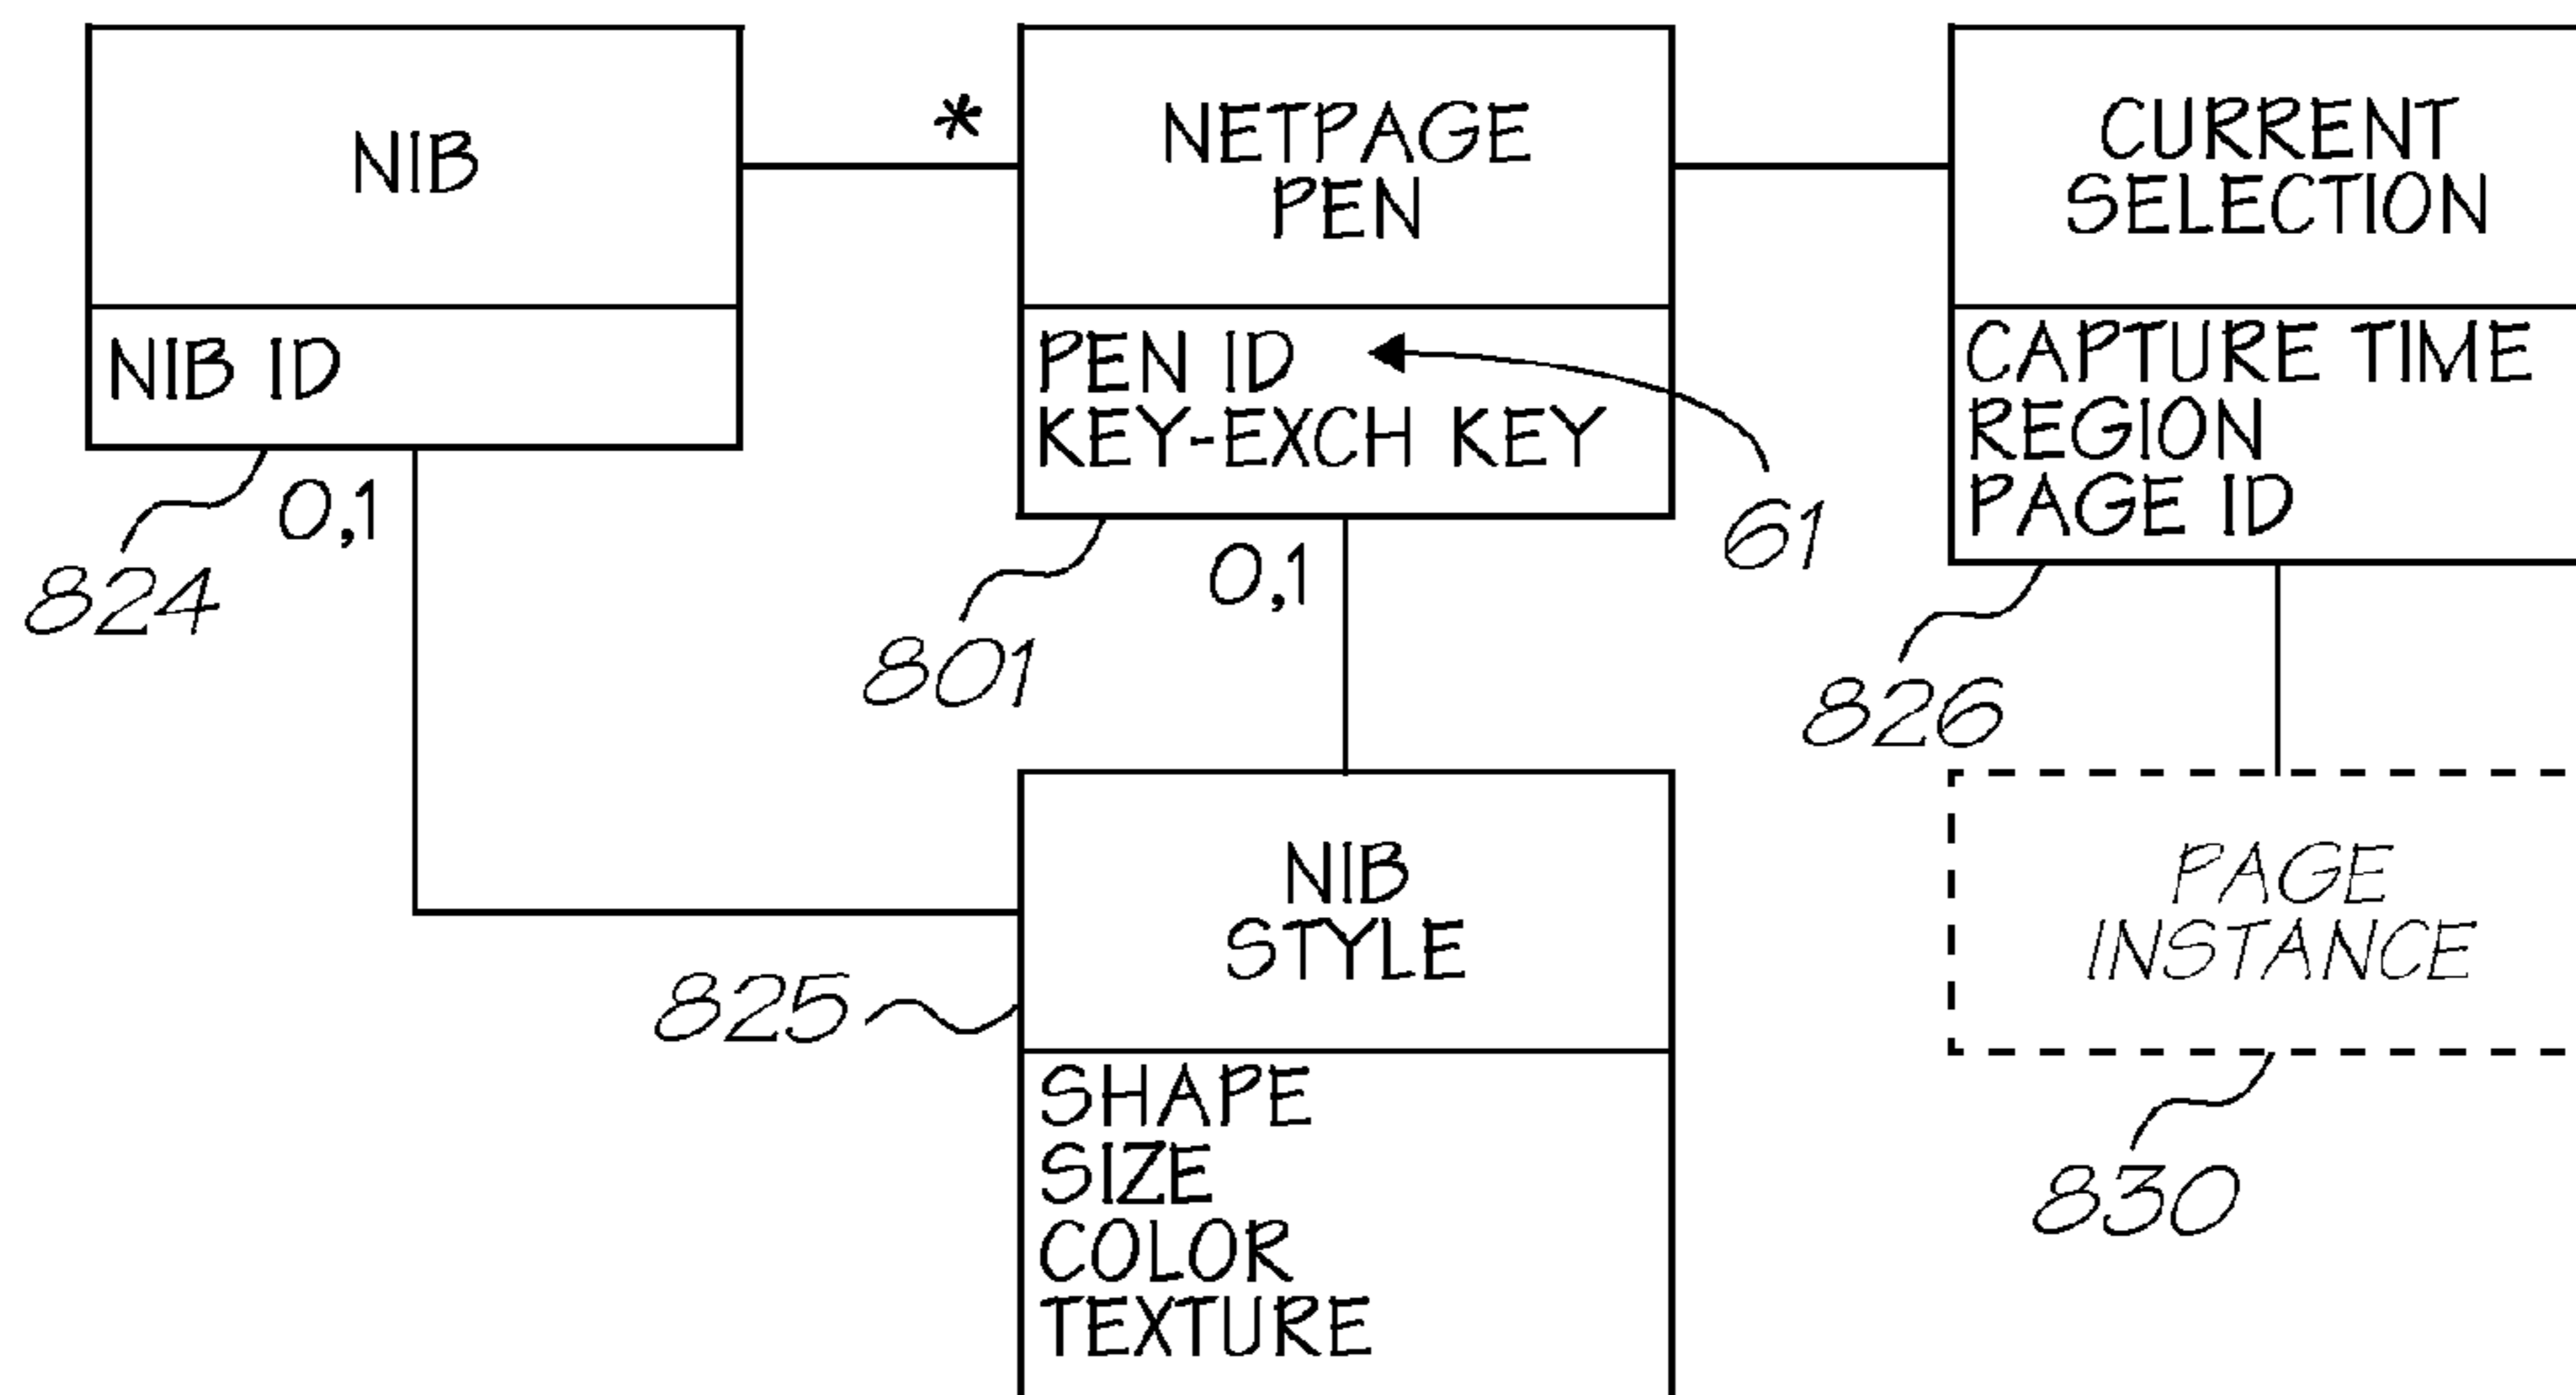 NIB
NIB ID
824
0,1
*
NETPAGE
PEN
PEN ID
KEY-EXCH KEY
61
801
0,1
CURRENT
SELECTION
CAPTURE TIME
REGION
PAGE ID
826
NIB
STYLE
825
SHAPE
SIZE
COLOR
TEXTURE
PAGE
INSTANCE
830